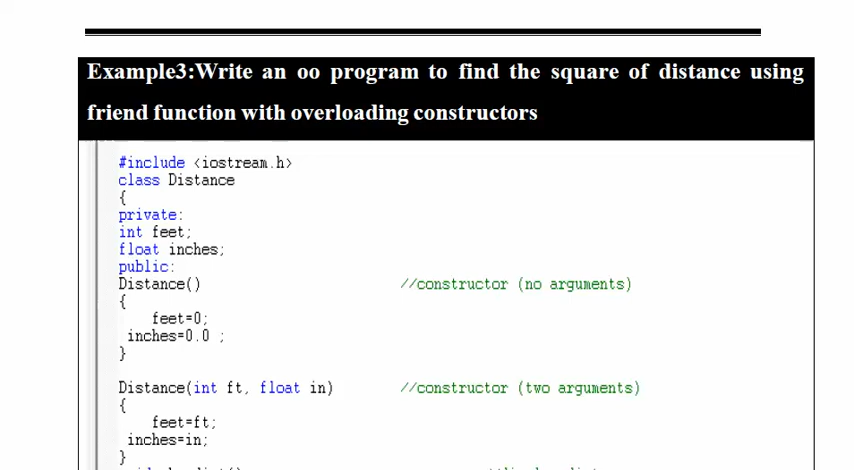 Example3:Write an oo program to find the square of distance using
friend function with overloading constructors
#include <iostream.h>
class Distance
{
private:
int feet;
float inches;
public:
Distance() //constructor (no arguments)
{
feet=0;
inches=0.0 ;
}
Distance(int ft, float in) //constructor (two arguments)
{
feet=ft;
inches=in;
}